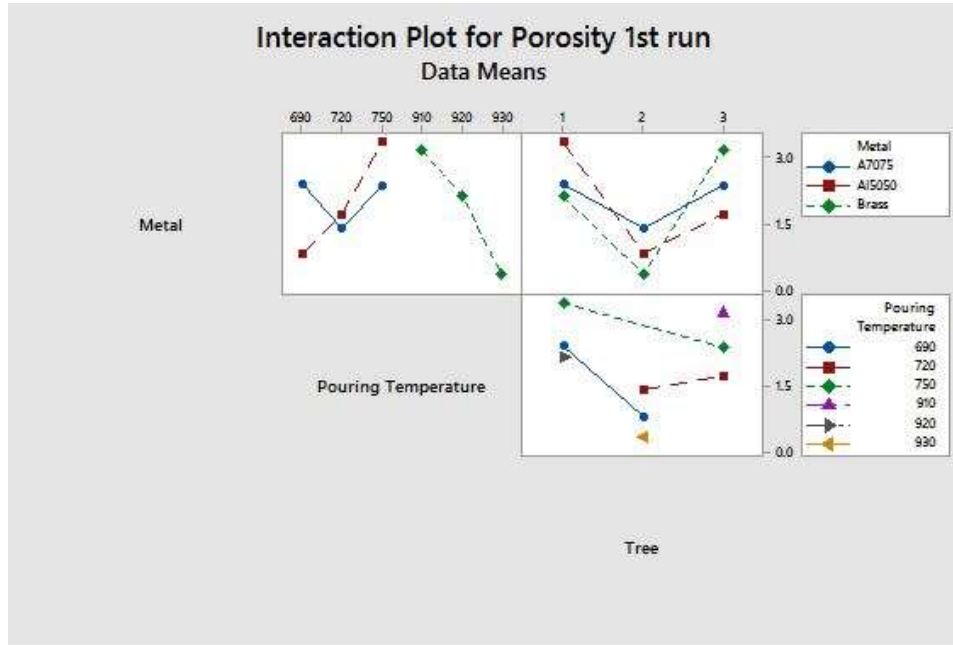 Interaction Plot for Porosity 1st run
Data Means
690 720 750 910 920 930
1 2 3
Metal
3.0
1.5
0.0
Metal
A7075
Al5050
Brass
Pouring Temperature
3.0
1.5
0.0
Pouring
Temperature
690
720
750
910
920
930
Tree